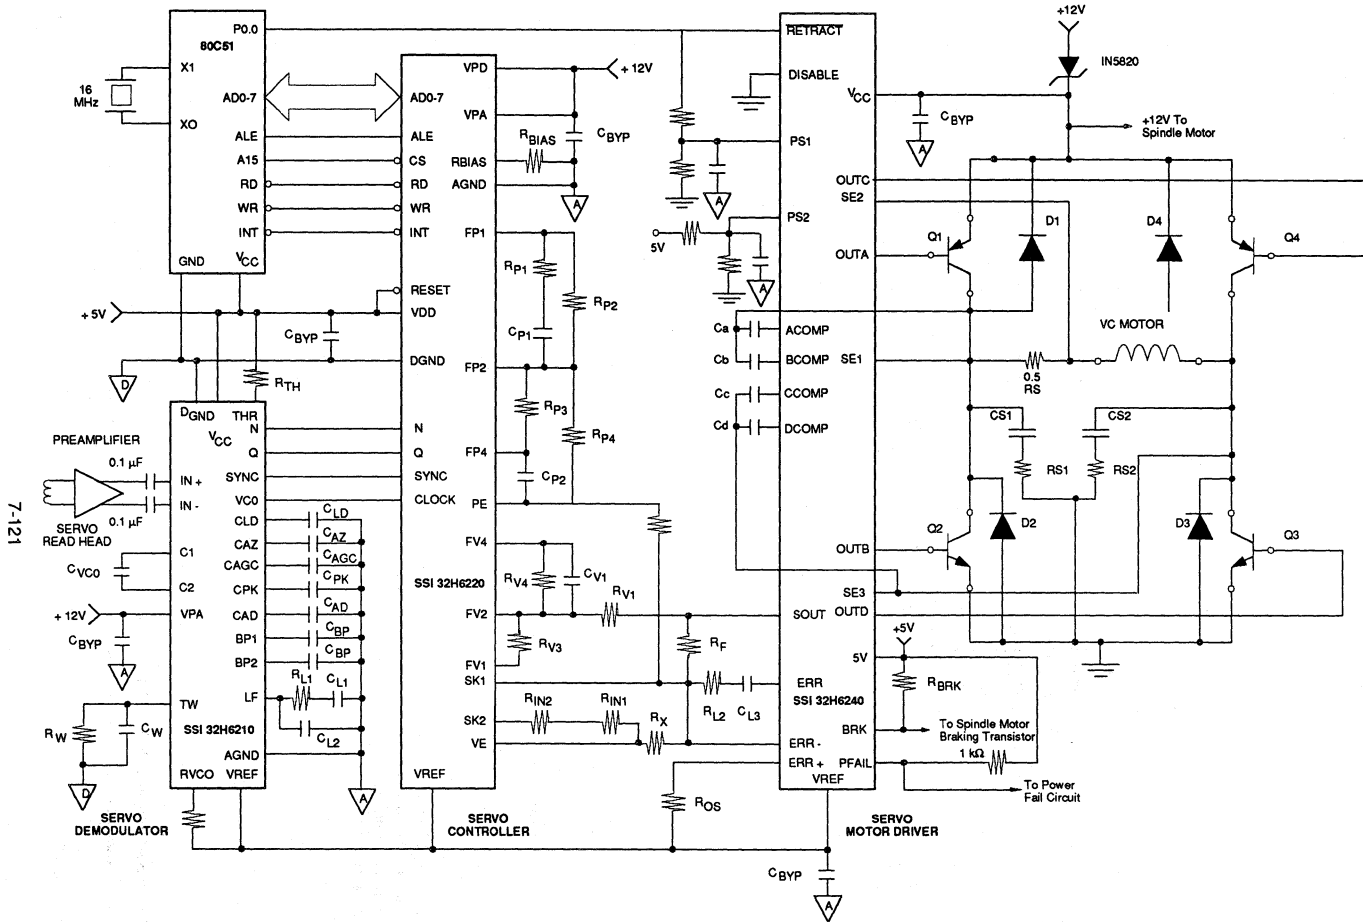 +12V
P0.0
80C51
RETRACT
IN5820
X1
VPD
+ 12V
16
MHz
DISABLE
AD0-7
AD0-7
VCC
VPA
CBYP
XO
+12V To
Spindle Motor
ALE
ALE
RBIAS
CBYP
PS1
A15
CS
RBIAS
A
RD
RD
AGND
OUTC
A
A
SE2
WR
WR
PS2
D1
D4
INT
INT
FP1
5V
Q1
Q4
GND
VCC
OUTA
RP1
RESET
A
RP2
+ 5V
VDD
VC MOTOR
CBYP
CP1
Ca
ACOMP
DGND
FP2
Cb
BCOMP
SE1
D
RTH
0.5
RS
Cc
CCOMP
DGND
THR
RP3
CS1
CS2
VCC
N
N
RP4
Cd
DCOMP
PREAMPLIFIER
Q
Q
FP4
0.1 µF
SYNC
SYNC
CP2
RS1
RS2
IN +
VC0
CLOCK
PE
IN -
CLD
CLD
7-121
0.1 µF
SERVO
READ HEAD
CAZ
CAZ
FV4
Q2
D2
D3
Q3
C1
CAGC
CAGC
OUTB
CVC0
CPK
CPK
SSI 32H6220
RV4
CV1
C2
RV1
SE3
+ 12V
VPA
CAD
CAD
FV2
SOUT
OUTD
CBYP
BP1
CBP
RV3
RF
+5V
BP2
CBP
FV1
5V
A
SK1
ERR
RBRK
LF
RL1
CL1
RL2
CL3
SSI 32H6240
TW
RIN2
RIN1
SK2
RX
BRK
To Spindle Motor
Braking Transistor
RW
CW
SSI 32H6210
CL2
VE
ERR -
1 kΩ
AGND
ERR +
PFAIL
RVCO
VREF
VREF
VREF
D
A
To Power
Fail Circuit
ROS
SERVO
DEMODULATOR
SERVO
CONTROLLER
SERVO
MOTOR DRIVER
CBYP
A